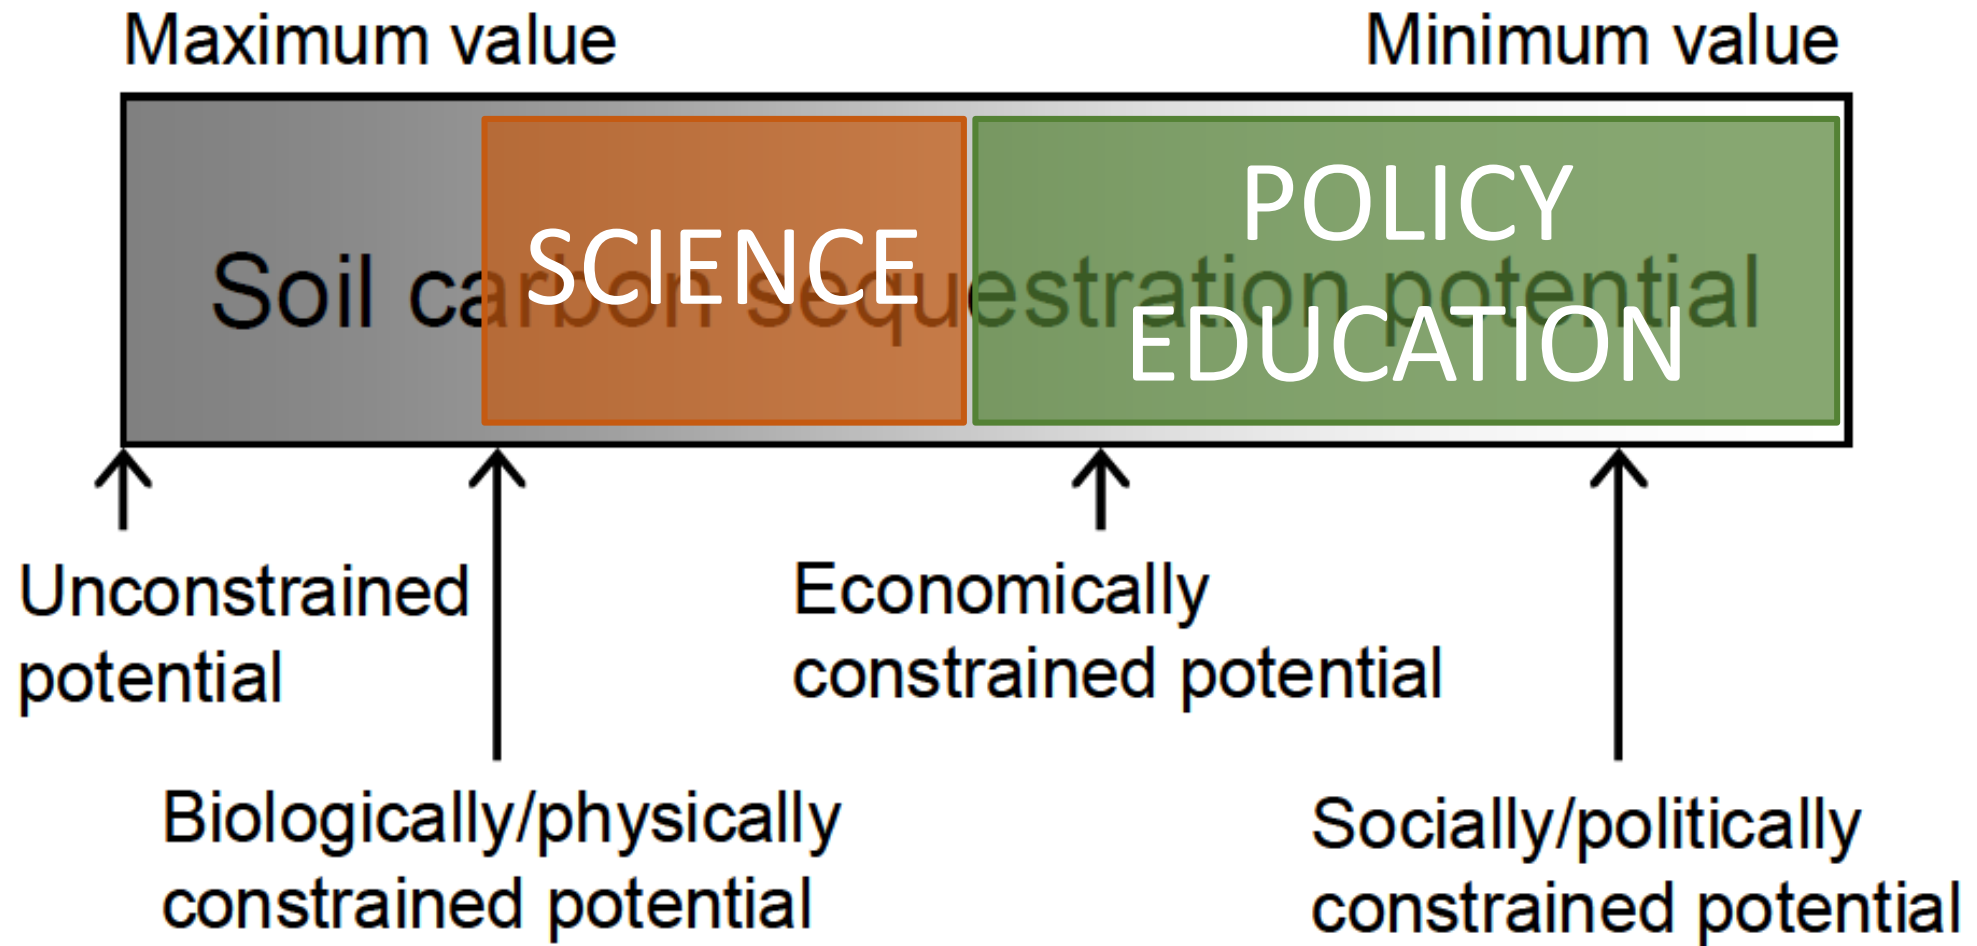 Maximum value
Minimum value
Soil carbon sequestration potential
SCIENCE
POLICY
EDUCATION
Unconstrained
potential
Economically
constrained potential
Biologically/physically
constrained potential
Socially/politically
constrained potential